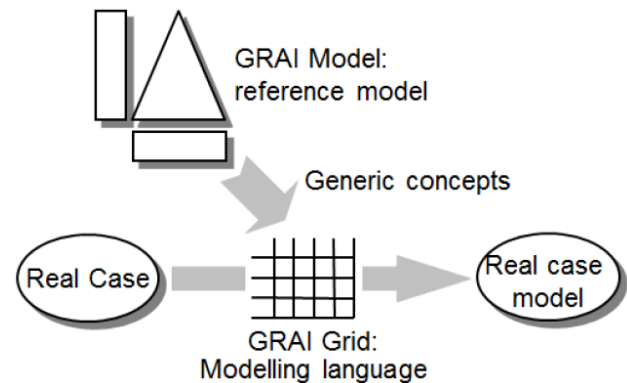 GRAI Model:
reference model
Generic concepts
Real Case
Real case
model
GRAI Grid:
Modelling language